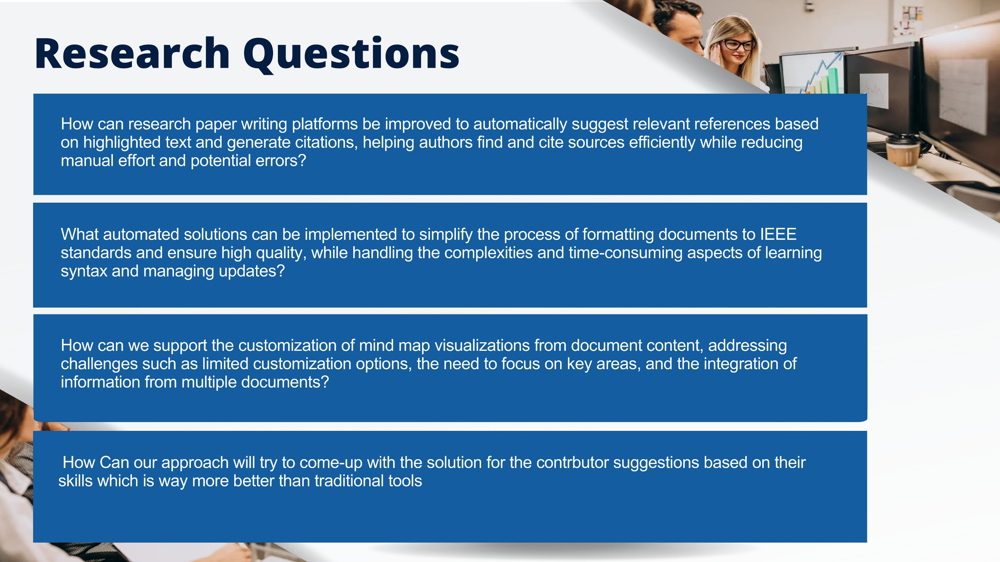 Research Questions
How can research paper writing platforms be improved to automatically suggest relevant references based
on highlighted text and generate citations, helping authors find and cite sources efficiently while reducing
manual effort and potential errors?
What automated solutions can be implemented to simplify the process of formatting documents to IEEE
standards and ensure high quality, while handling the complexities and time-consuming aspects of learning
syntax and managing updates?
How can we support the customization of mind map visualizations from document content, addressing
challenges such as limited customization options, the need to focus on key areas, and the integration of
information from multiple documents?
How Can our approach will try to come-up with the solution for the contrbutor suggestions based on their
skills which is way more better than traditional tools